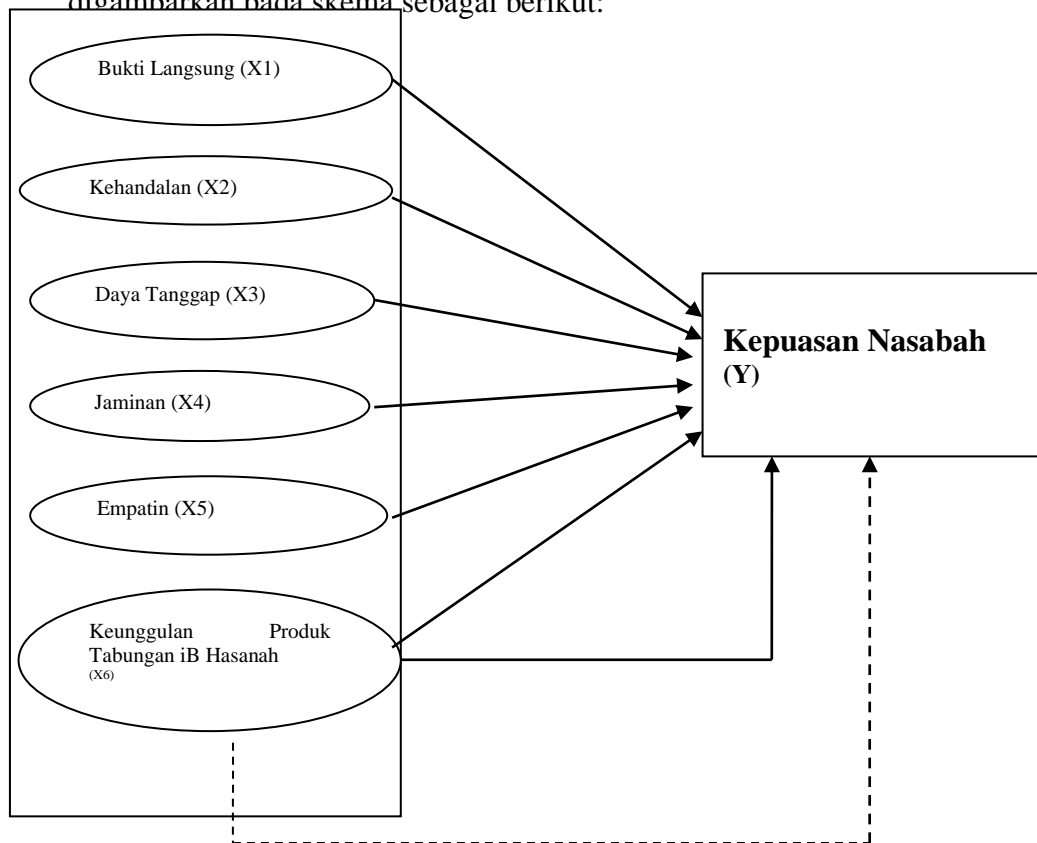 digambarkan pada skema sebagai berikut:
Bukti Langsung (X1)
Kehandalan (X2)
Daya Tanggap (X3)
Jaminan (X4)
Empatin (X5)
Keunggulan Produk
Tabungan iB Hasanah
(X6)
Kepuasan Nasabah
(Y)